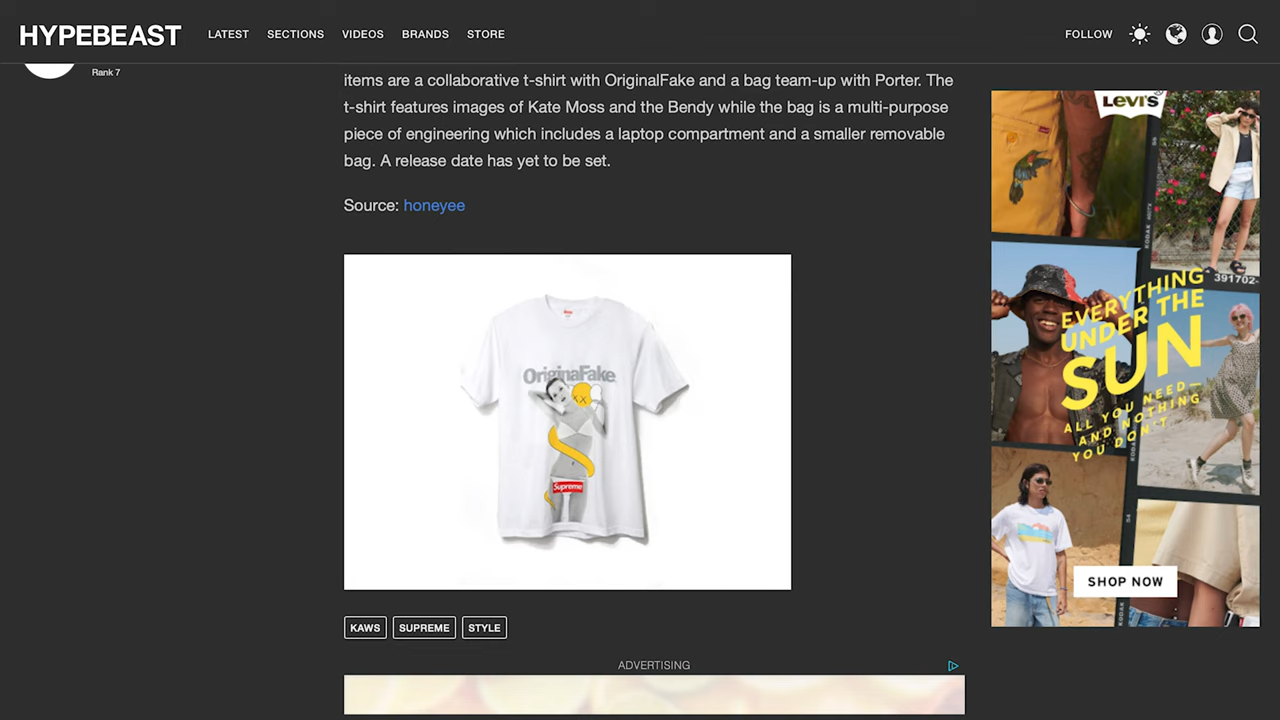 HYPEBEAST
LATEST
SECTIONS
VIDEOS
BRANDS
STORE
FOLLOW
Rank 7
items are a collaborative t-shirt with OriginalFake and a bag team-up with Porter. The
t-shirt features images of Kate Moss and the Bendy while the bag is a multi-purpose
piece of engineering which includes a laptop compartment and a smaller removable
bag. A release date has yet to be set.
Source: honeyee
OriginaFake
XX
Supreme
KAWS
SUPREME
STYLE
ADVERTISING
LEVI'S
391702-
EVERYTHING
UNDER THE
SUN
ALL YOU NEED—
AND NOTHING
YOU DON'T
SHOP NOW